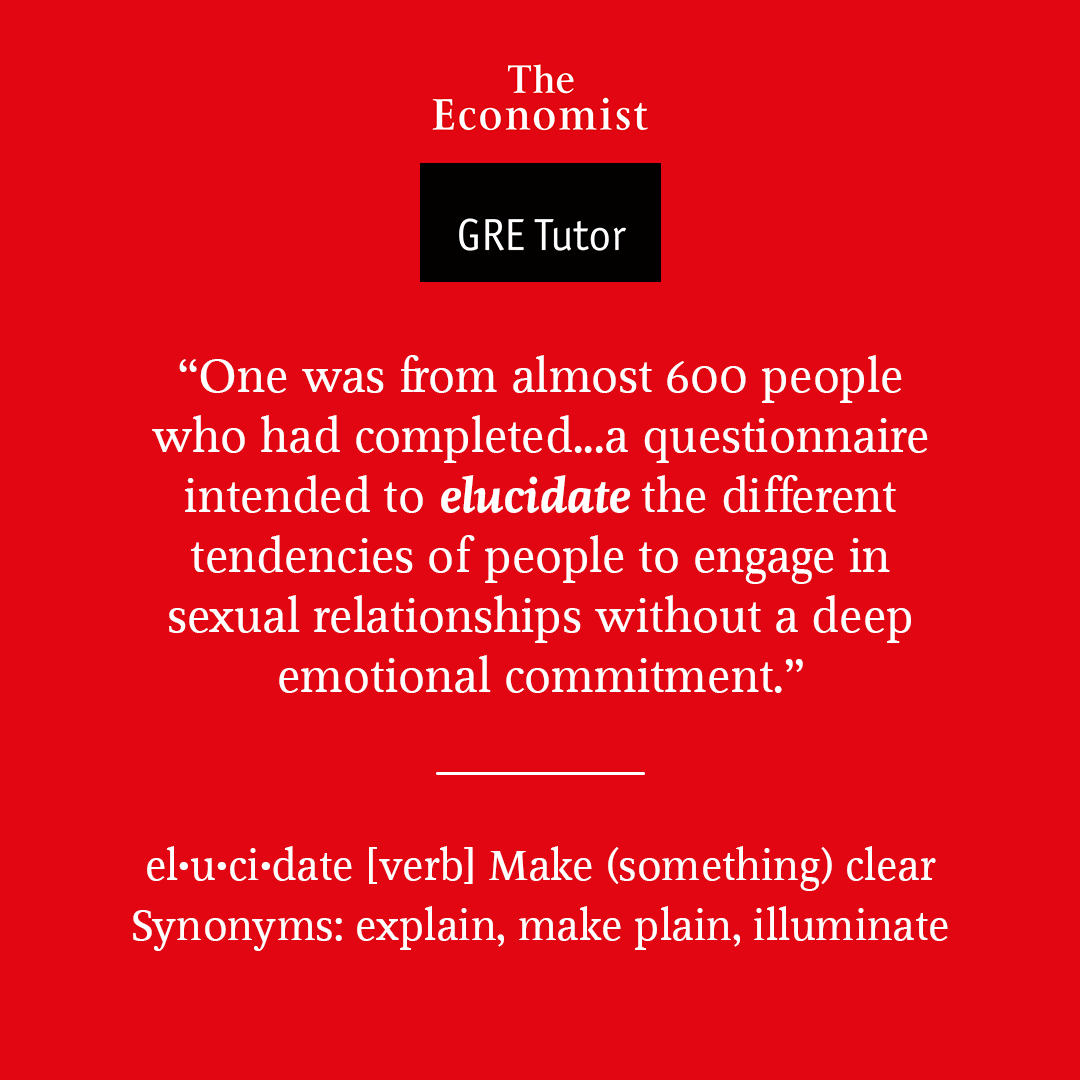 The
Economist
GRE Tutor
“One was from almost 600 people
who had completed...a questionnaire
intended to elucidate the different
tendencies of people to engage in
sexual relationships without a deep
emotional commitment.”
el•u•ci•date [verb] Make (something) clear
Synonyms: explain, make plain, illuminate